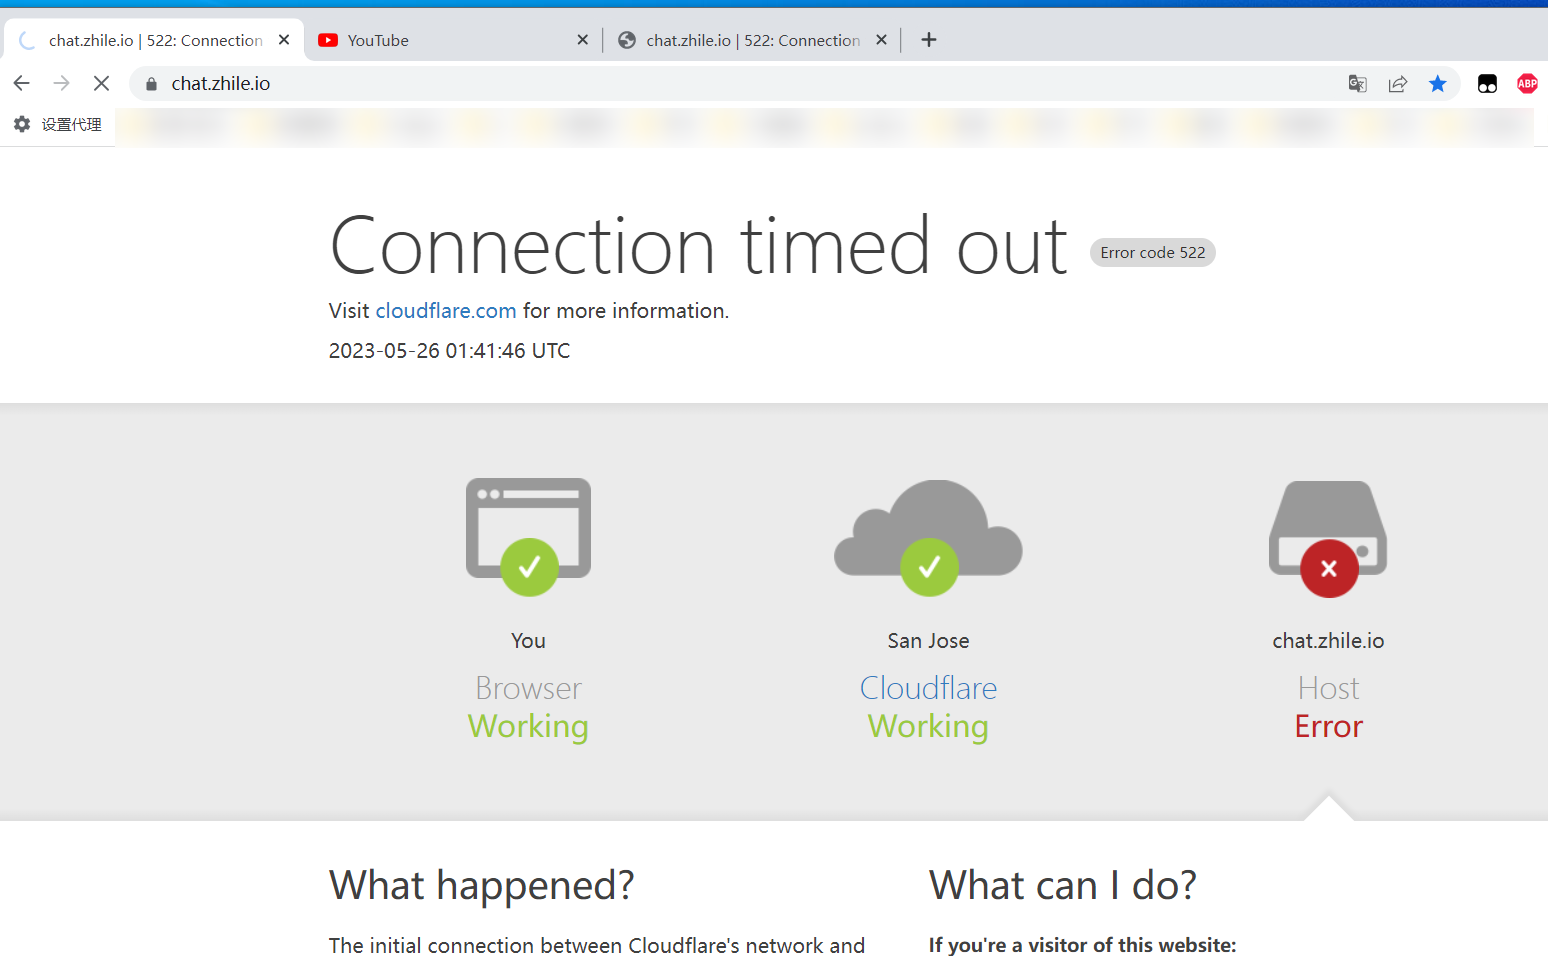 chat.zhile.io | 522: Connection
YouTube
chat.zhile.io | 522: Connection
chat.zhile.io
ABP
设置代理
Connection timed out
Error code 522
Visit cloudflare.com for more information.
2023-05-26 01:41:46 UTC
You
Browser
Working
San Jose
Cloudflare
Working
chat.zhile.io
Host
Error
What happened?
The initial connection between Cloudflare's network and
What can I do?
If you're a visitor of this website: